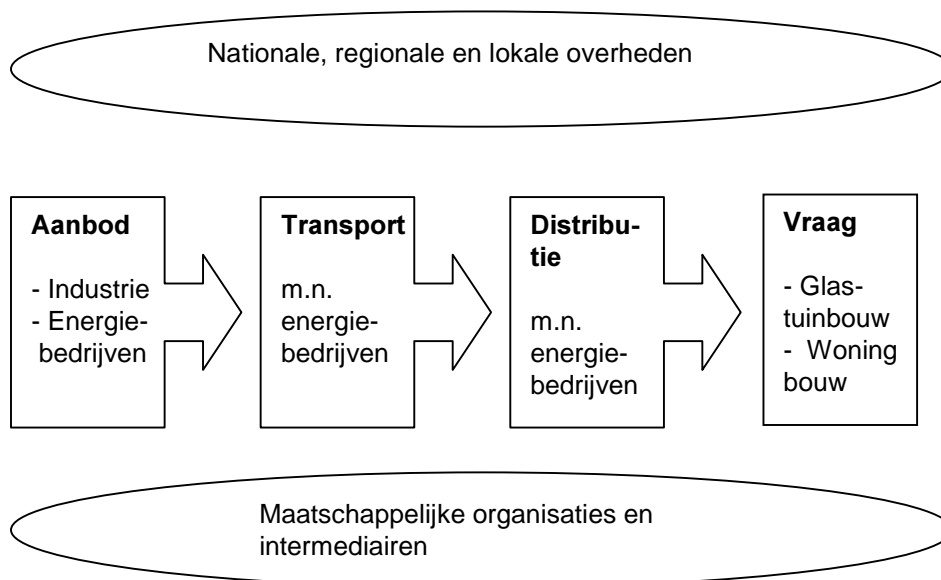 Nationale, regionale en lokale overheden
Aanbod
- Industrie
- Energie-
bedrijven
Transport
m.n.
energie-
bedrijven
Distribu-
tie
m.n.
energie-
bedrijven
Vraag
- Glas-
tuinbouw
- Woning
bouw
Maatschappelijke organisaties en
intermediairen